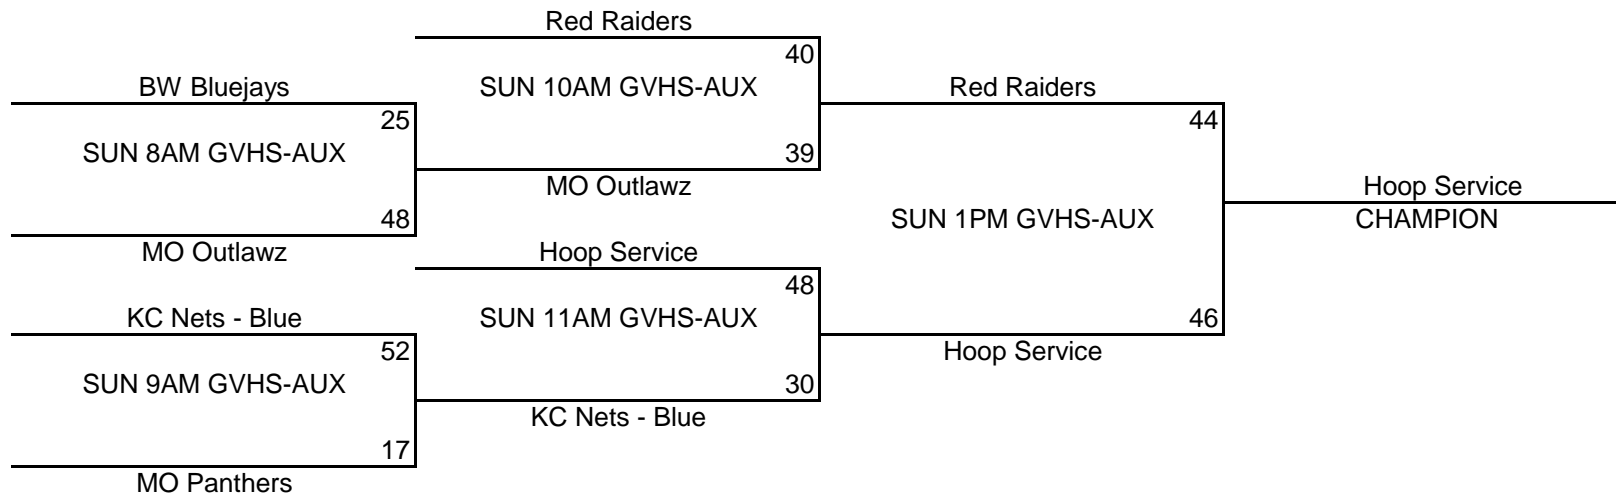 Red Raiders
40
BW Bluejays
SUN 10AM GVHS-AUX
Red Raiders
25
44
SUN 8AM GVHS-AUX
39
MO Outlawz
Hoop Service
48
SUN 1PM GVHS-AUX
CHAMPION
MO Outlawz
Hoop Service
48
KC Nets - Blue
SUN 11AM GVHS-AUX
46
52
Hoop Service
SUN 9AM GVHS-AUX
30
KC Nets - Blue
17
MO Panthers